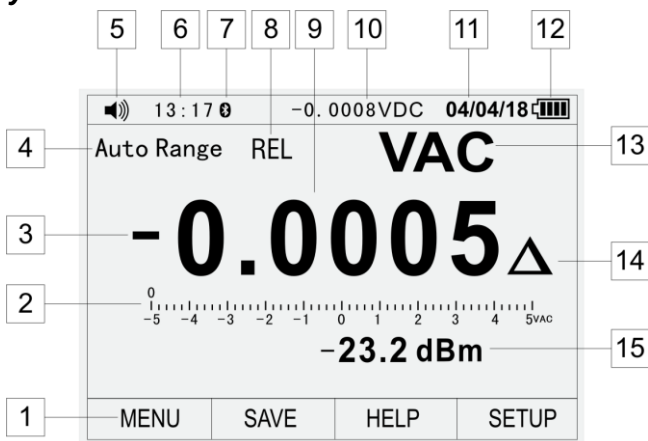 5 6 7 8 9 10 11 12
13:17 -0.0008VDC 04/04/18
4 Auto Range REL VAC 13
3 -0.0005Δ 14
0
2
-5 -4 -3 -2 -1 0 1 2 3 4 5VAC
-23.2 dBm 15
1 MENU SAVE HELP SETUP